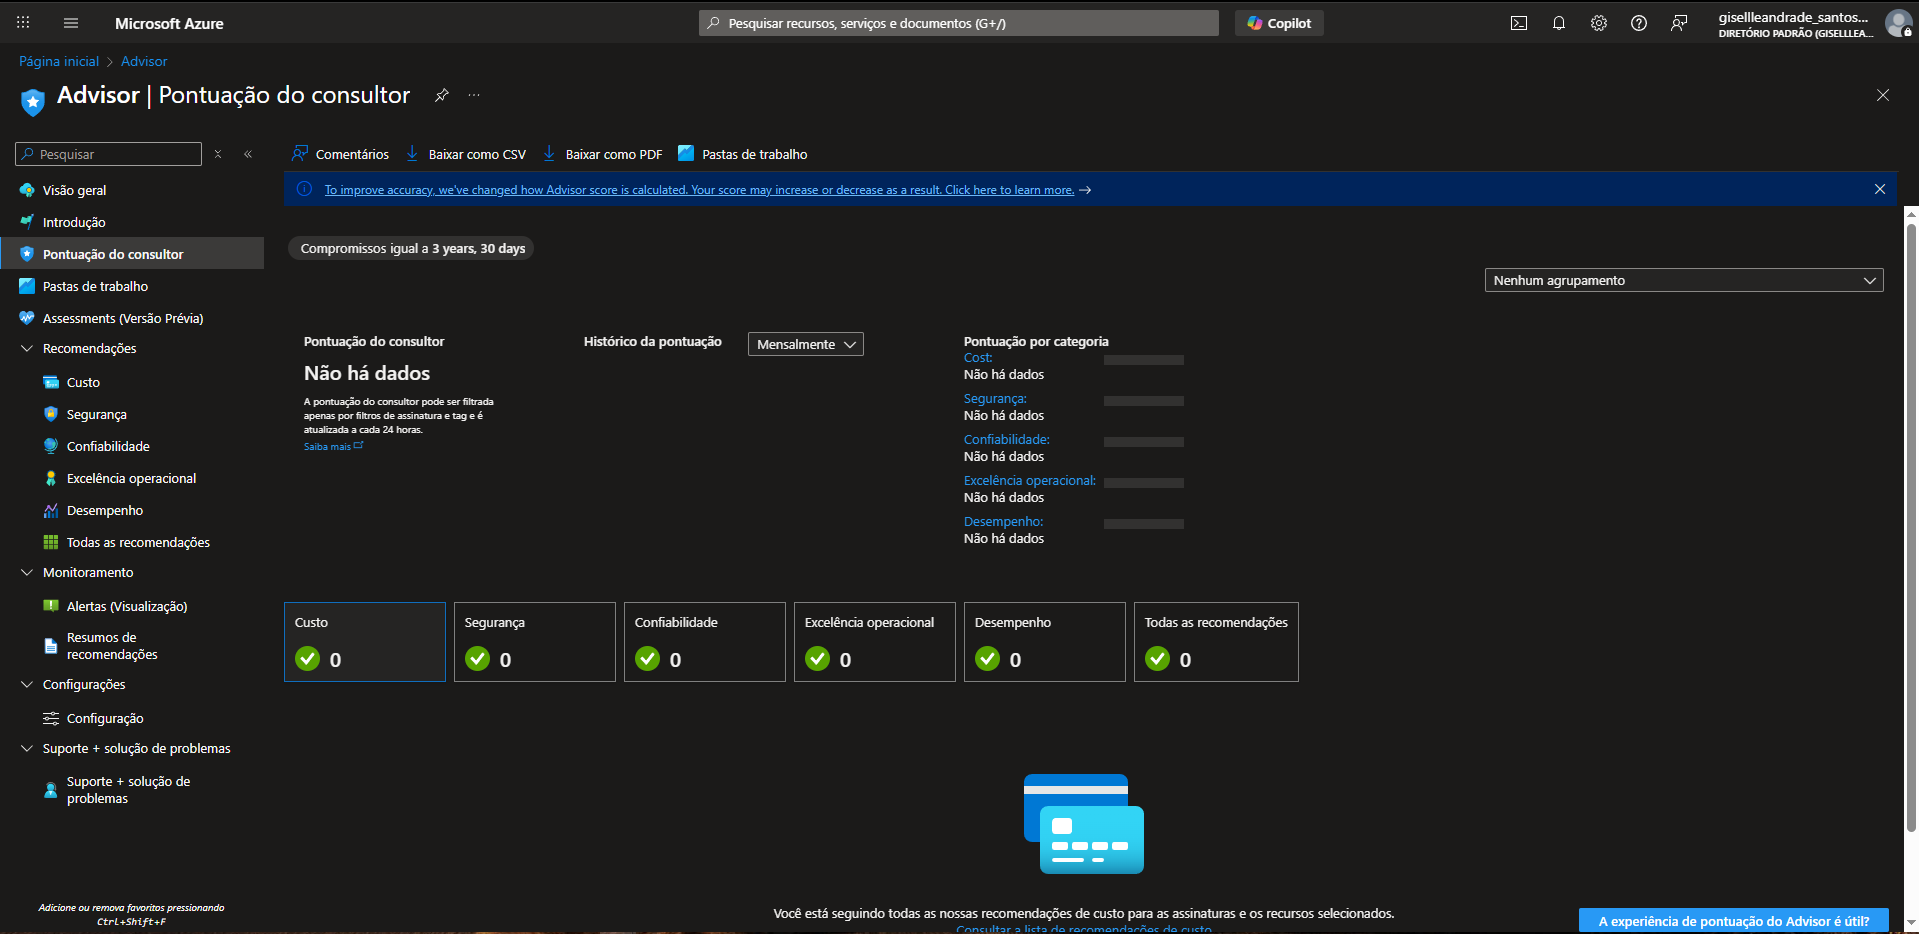 Microsoft Azure
Pesquisar recursos, serviços e documentos (G+/)
Copilot
gisellleandrade_santos...
DIRETÓRIO PADRÃO (GISELLLEA...
Página inicial > Advisor
Advisor | Pontuação do consultor
...
Pesquisar
Visão geral
Introdução
Pontuação do consultor
Pastas de trabalho
Assessments (Versão Prévia)
Recomendações
Custo
Segurança
Confiabilidade
Excelência operacional
Desempenho
Todas as recomendações
Monitoramento
Alertas (Visualização)
Resumos de
recomendações
Configurações
Configuração
Suporte + solução de problemas
Suporte + solução de
problemas
Adicione ou remova favoritos pressionando
Ctrl+Shift+F
Comentários
Baixar como CSV
Baixar como PDF
Pastas de trabalho
To improve accuracy, we've changed how Advisor score is calculated. Your score may increase or decrease as a result. Click here to learn more. →
Compromissos igual a 3 years, 30 days
Nenhum agrupamento
Pontuação do consultor
Não há dados
A pontuação do consultor pode ser filtrada
apenas por filtros de assinatura e tag e é
atualizada a cada 24 horas.
Saiba mais
Histórico da pontuação
Mensalmente
Pontuação por categoria
Cost:
Não há dados
Segurança:
Não há dados
Confiabilidade:
Não há dados
Excelência operacional:
Não há dados
Desempenho:
Não há dados
Custo
0
Segurança
0
Confiabilidade
0
Excelência operacional
0
Desempenho
0
Todas as recomendações
0
Você está seguindo todas as nossas recomendações de custo para as assinaturas e os recursos selecionados.
Consultar a lista de recomendações de custo
A experiência de pontuação do Advisor é útil?